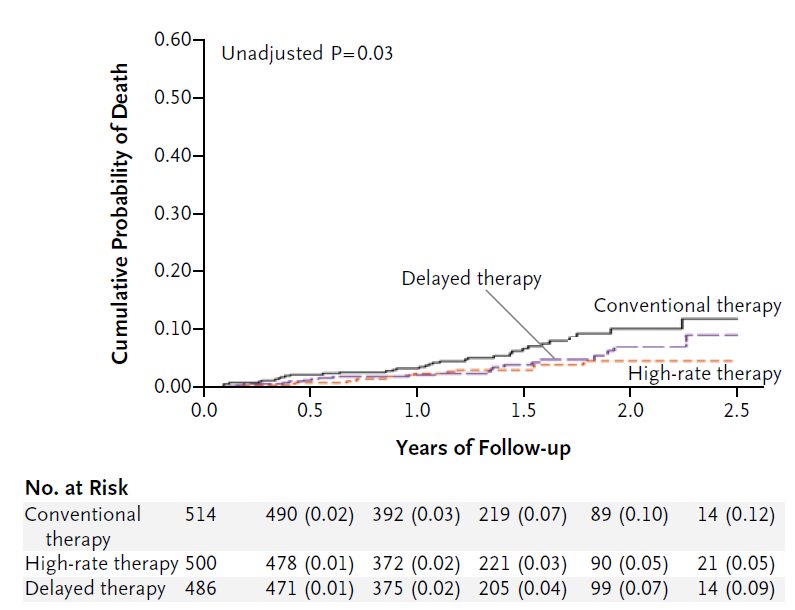 0.60
Unadjusted P=0.03
0.50
0.40
0.30
0.20
0.10
0.00
Cumulative Probability of Death
Delayed therapy
Conventional therapy
High-rate therapy
0.0 0.5 1.0 1.5 2.0 2.5
Years of Follow-up
No. at Risk
Conventional therapy 514 490 (0.02) 392 (0.03) 219 (0.07) 89 (0.10) 14 (0.12)
High-rate therapy 500 478 (0.01) 372 (0.02) 221 (0.03) 90 (0.05) 21 (0.05)
Delayed therapy 486 471 (0.01) 375 (0.02) 205 (0.04) 99 (0.07) 14 (0.09)